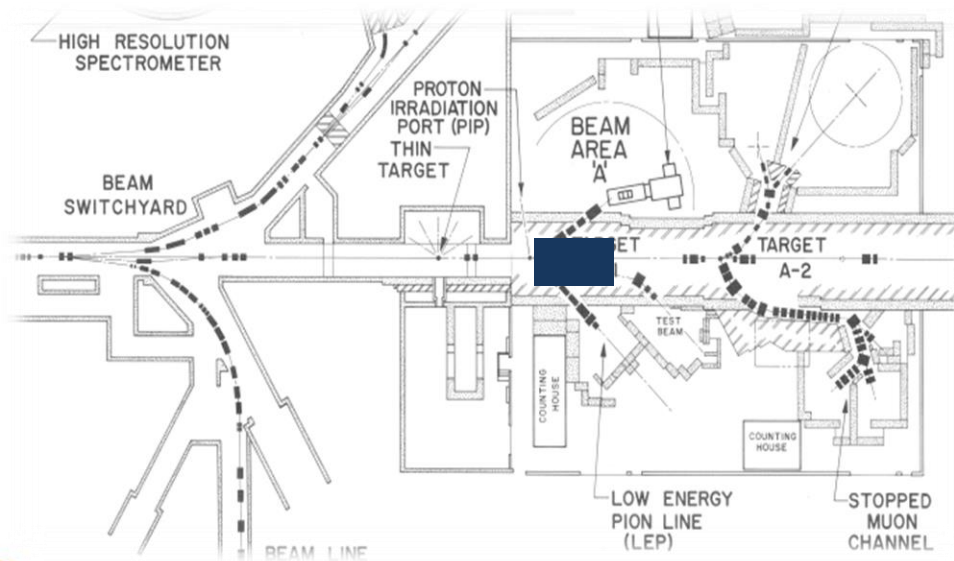 HIGH RESOLUTION
SPECTROMETER
PROTON
IRRADIATION
PORT (PIP)
THIN
TARGET
BEAM
AREA
'A'
BEAM
SWITCHYARD
TARGET
A-2
TEST
BEAM
COUNTING
HOUSE
COUNTING
HOUSE
LOW ENERGY
PION LINE
(LEP)
STOPPED
MUON
CHANNEL
BEAM LINE